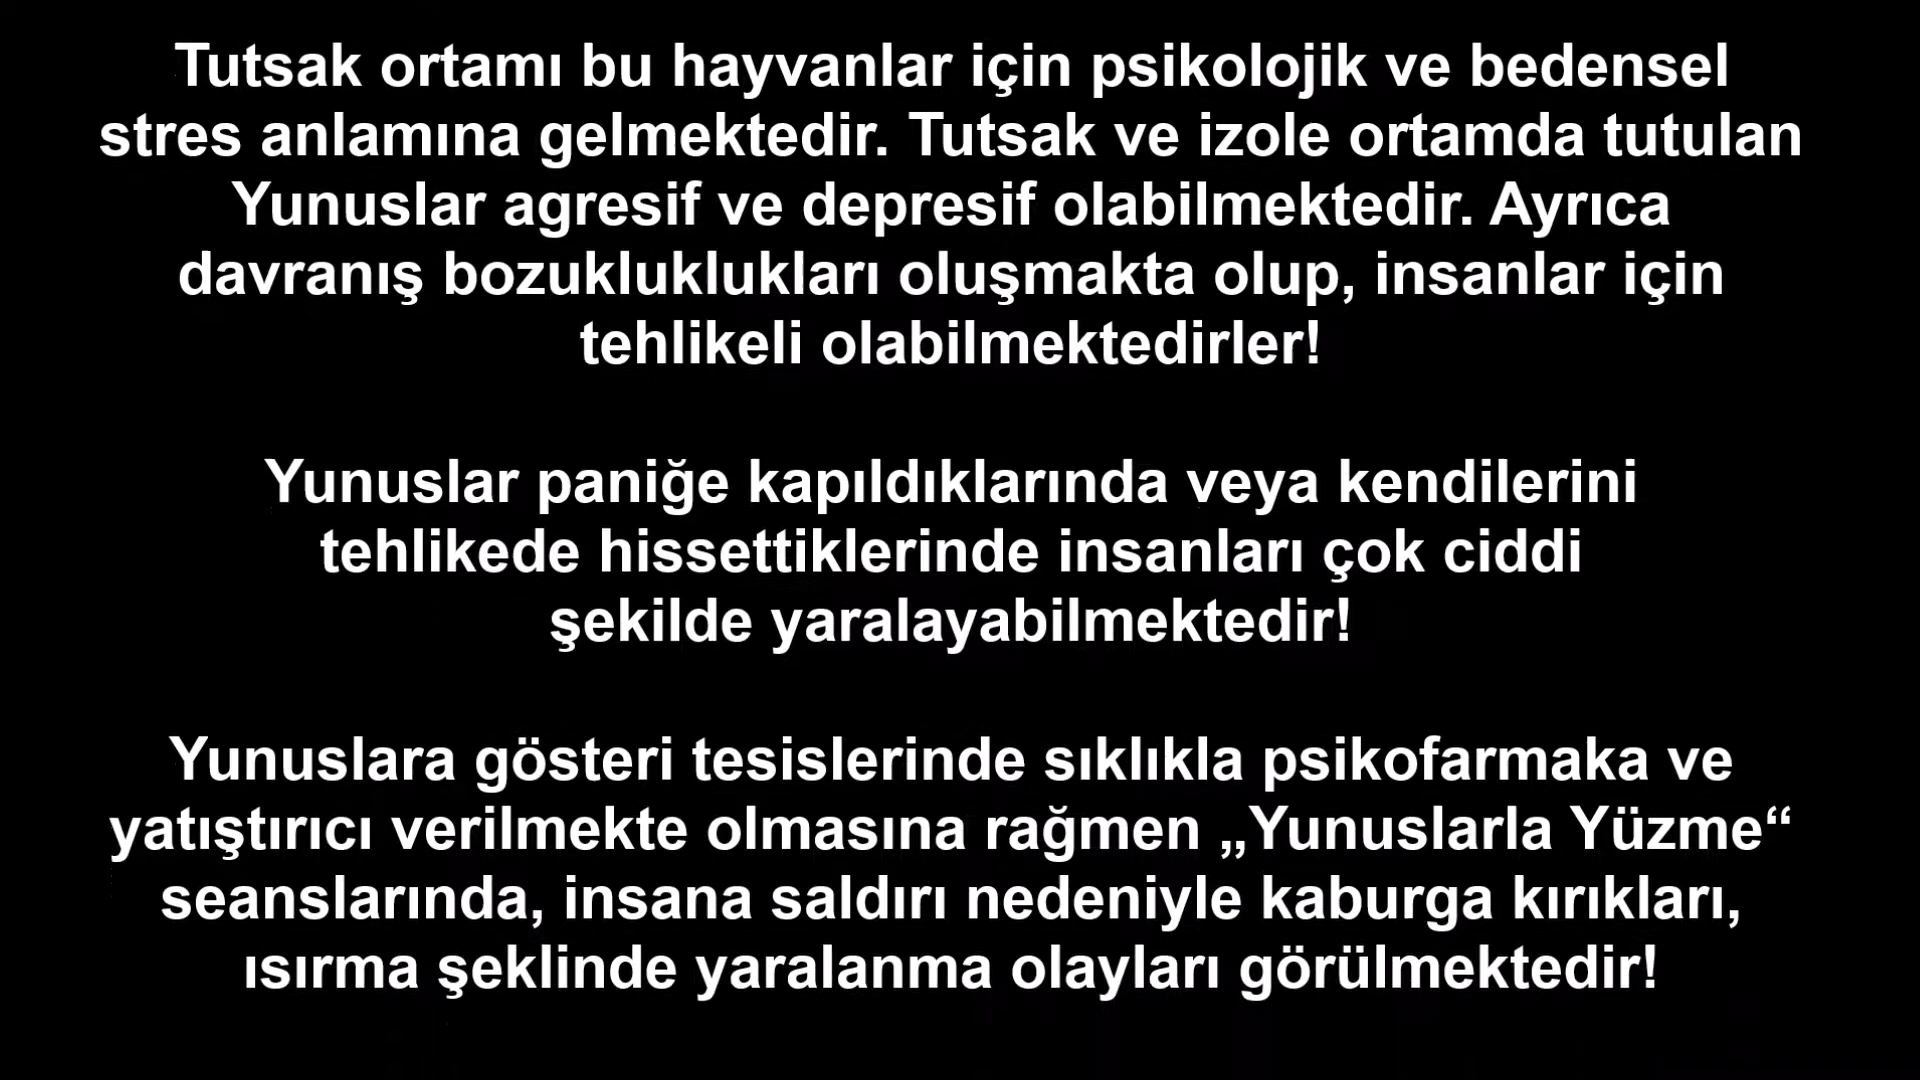 Tutsak ortamı bu hayvanlar için psikolojik ve bedensel
stres anlamına gelmektedir. Tutsak ve izole ortamda tutulan
Yunuslar agresif ve depresif olabilmektedir. Ayrıca
davranış bozukluklukları oluşmakta olup, insanlar için
tehlikeli olabilmektedirler!
Yunuslar paniğe kapıldıklarında veya kendilerini
tehlikede hissettiklerinde insanları çok ciddi
şekilde yaralayabilmektedir!
Yunuslara gösteri tesislerinde sıklıkla psikofarmaka ve
yatıştırıcı verilmekte olmasına rağmen „Yunuslarla Yüzme“
seanslarında, insana saldırı nedeniyle kaburga kırıkları,
ısırma şeklinde yaralanma olayları görülmektedir!